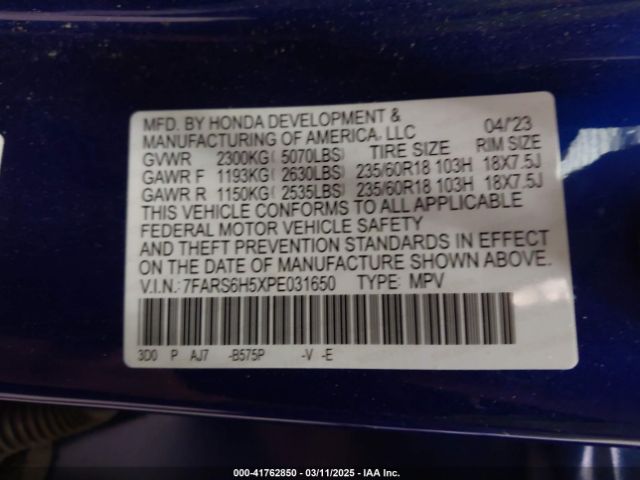 MFD. BY HONDA DEVELOPMENT &
MANUFACTURING OF AMERICA, LLC 04/'23
GVWR 2300KG ( 5070LBS) TIRE SIZE RIM SIZE
GAWR F 1193KG ( 2630LBS) 235/60R18 103H 18X7.5J
GAWR R 1150KG ( 2535LBS) 235/60R18 103H 18X7.5J
THIS VEHICLE CONFORMS TO ALL APPLICABLE
FEDERAL MOTOR VEHICLE SAFETY
AND THEFT PREVENTION STANDARDS IN EFFECT
ON THE DATE OF MANUFACTURE SHOWN ABOVE.
V.I.N.: 7FARS6H5XPE031650 TYPE: MPV
3D0 P AJ7 -B575P -V -E
000-41762850 - 03/11/2025 - IAA Inc.